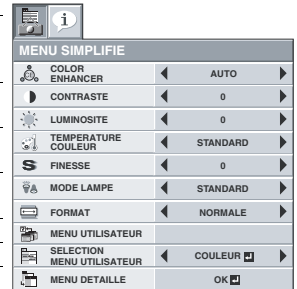 MENU SIMPLIFIE
COLOR
ENHANCER
AUTO
CONTRASTE
0
LUMINOSITE
0
TEMPERATURE
COULEUR
STANDARD
FINESSE
0
MODE LAMPE
STANDARD
FORMAT
NORMALE
MENU UTILISATEUR
SELECTION
MENU UTILISATEUR
COULEUR
MENU DETAILLE
OK